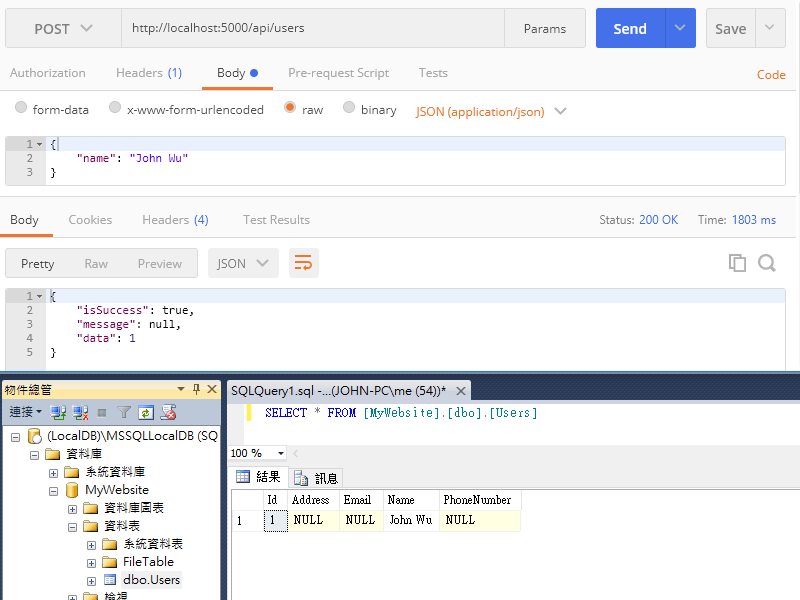 POST http://localhost:5000/api/users Params Send Save
Authorization Headers (1) Body Pre-request Script Tests Code
form-data x-www-form-urlencoded raw binary JSON (application/json)
1 {
2 "name": "John Wu"
3 }
Body Cookies Headers (4) Test Results Status: 200 OK Time: 1803 ms
Pretty Raw Preview JSON
1 {
2 "isSuccess": true,
3 "message": null,
4 "data": 1
5 }
物件總管
連接
(LocalDB)\MSSQLLocalDB (SQ
資料庫
系統資料庫
MyWebsite
資料庫圖表
資料表
系統資料表
FileTable
dbo.Users
檢視
SQLQuery1.sql -...(JOHN-PC\me (54))*
SELECT * FROM [MyWebsite].[dbo].[Users]
100 %
結果 訊息
Id Address Email Name PhoneNumber
1 1 NULL NULL John Wu NULL